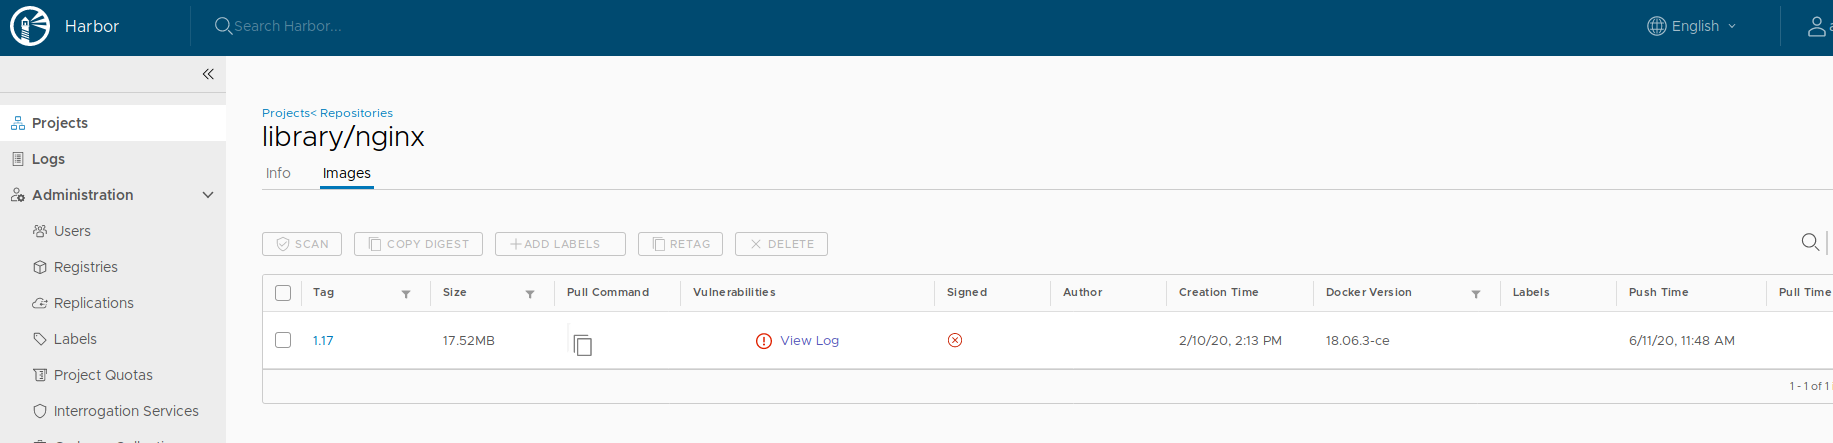 Harbor
Search Harbor...
English
Projects
Logs
Administration
Users
Registries
Replications
Labels
Project Quotas
Interrogation Services
Projects< Repositories
library/nginx
Info Images
SCAN COPY DIGEST ADD LABELS RETAG DELETE
Tag Size Pull Command Vulnerabilities Signed Author Creation Time Docker Version Labels Push Time Pull Time
1.17 17.52MB View Log 2/10/20, 2:13 PM 18.06.3-ce 6/11/20, 11:48 AM
1 - 1 of 1